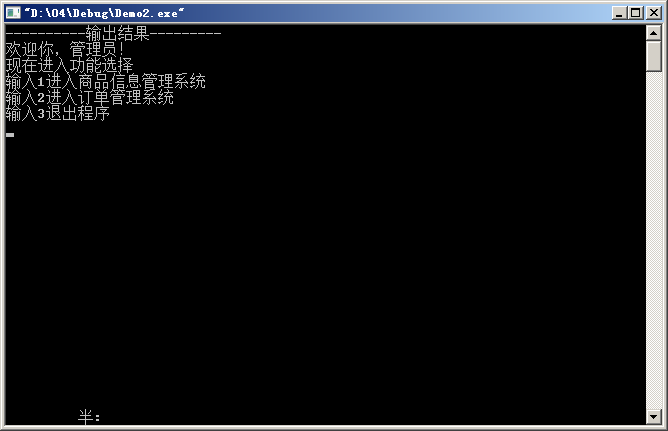 "D:\04\Debug\Demo2.exe"
----------输出结果---------
欢迎你，管理员！
现在进入功能选择
输入1进入商品信息管理系统
输入2进入订单管理系统
输入3退出程序
半：